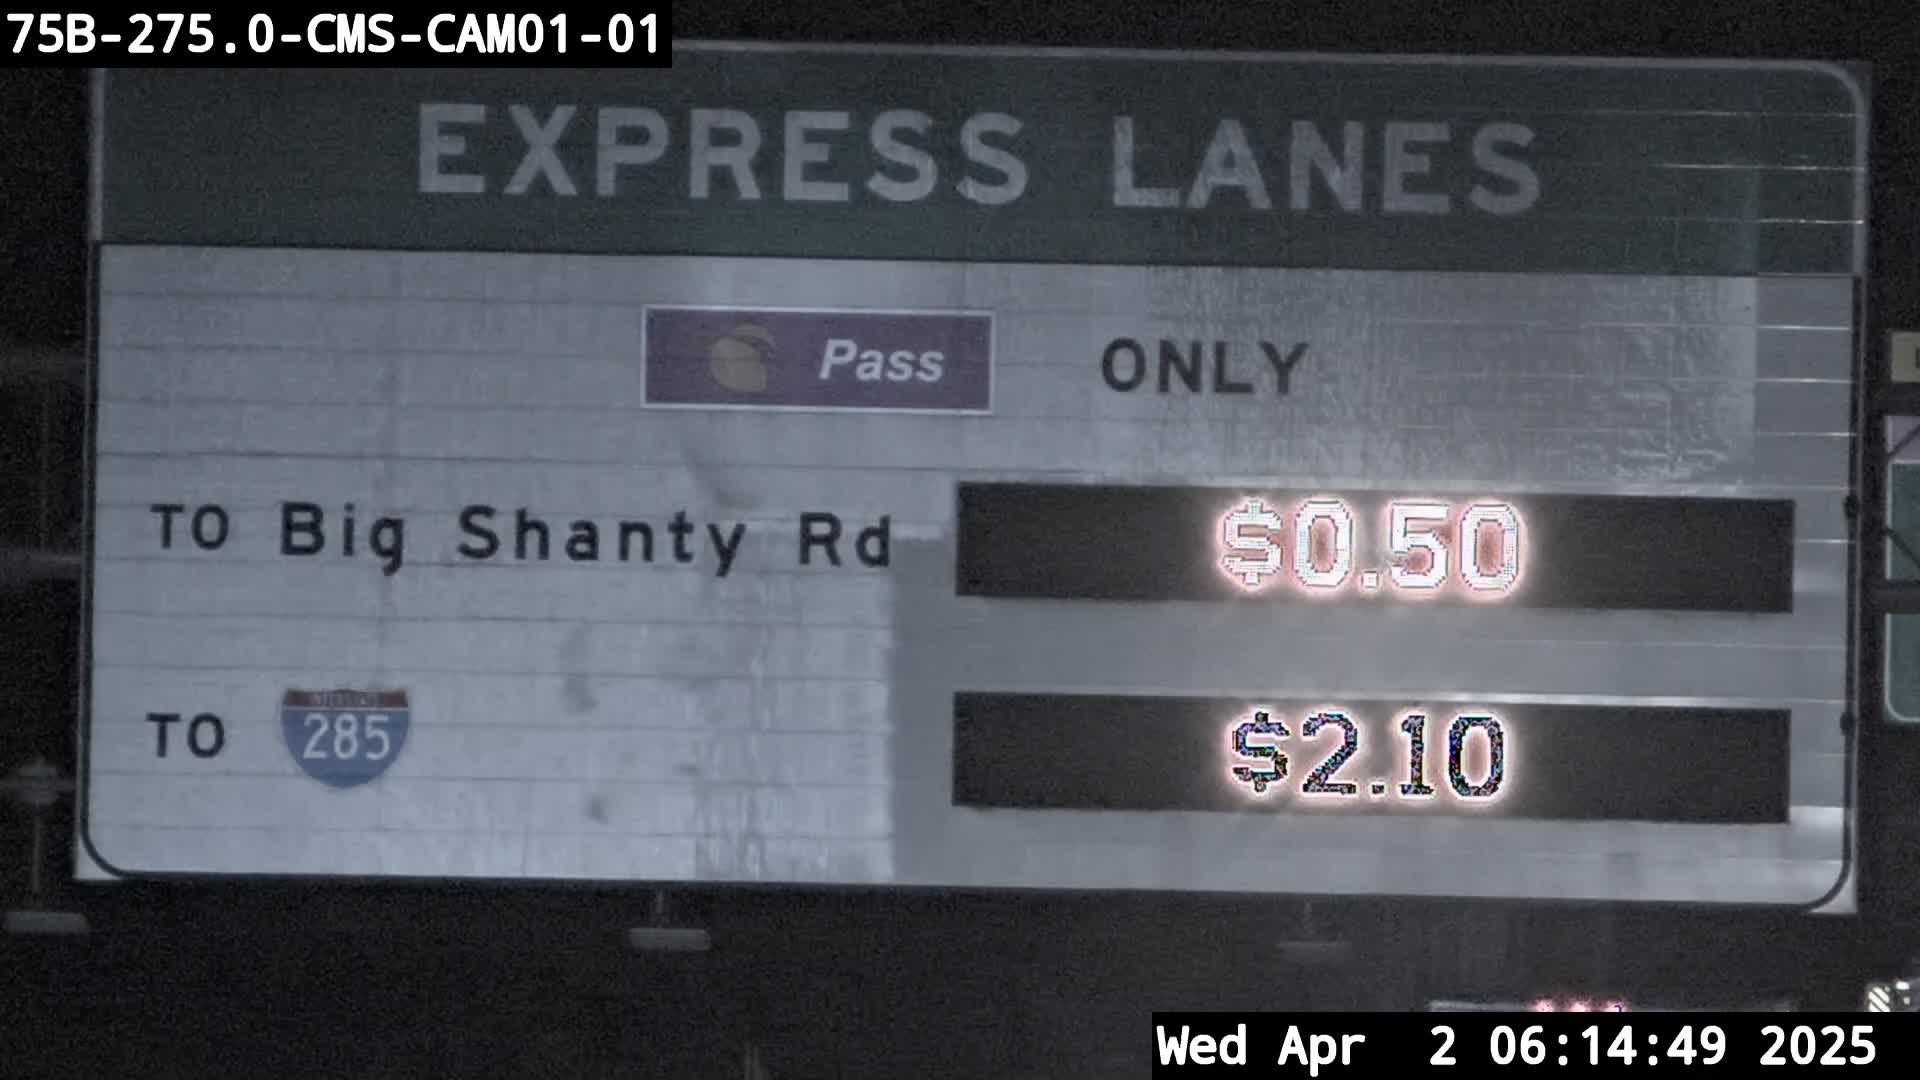 75B-275.0-CMS-CAM01-01
EXPRESS LANES
Pass ONLY
TO Big Shanty Rd $0.50
INTERSTATE
TO 285 $2.10
Wed Apr 2 06:14:49 2025